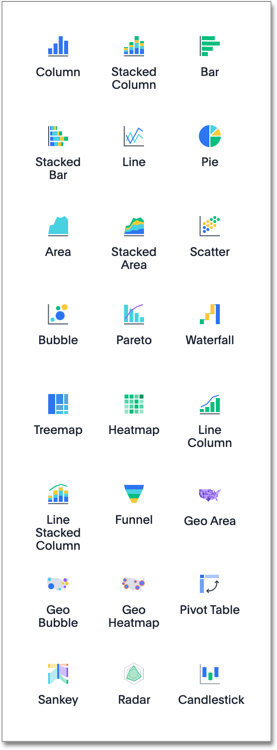 Column
Stacked
Column
Bar
Stacked
Bar
Line
Pie
Area
Stacked
Area
Scatter
Bubble
Pareto
Waterfall
Treemap
Heatmap
Line
Column
Line
Stacked
Column
Funnel
Geo Area
Geo
Bubble
Geo
Heatmap
Pivot Table
Sankey
Radar
Candlestick